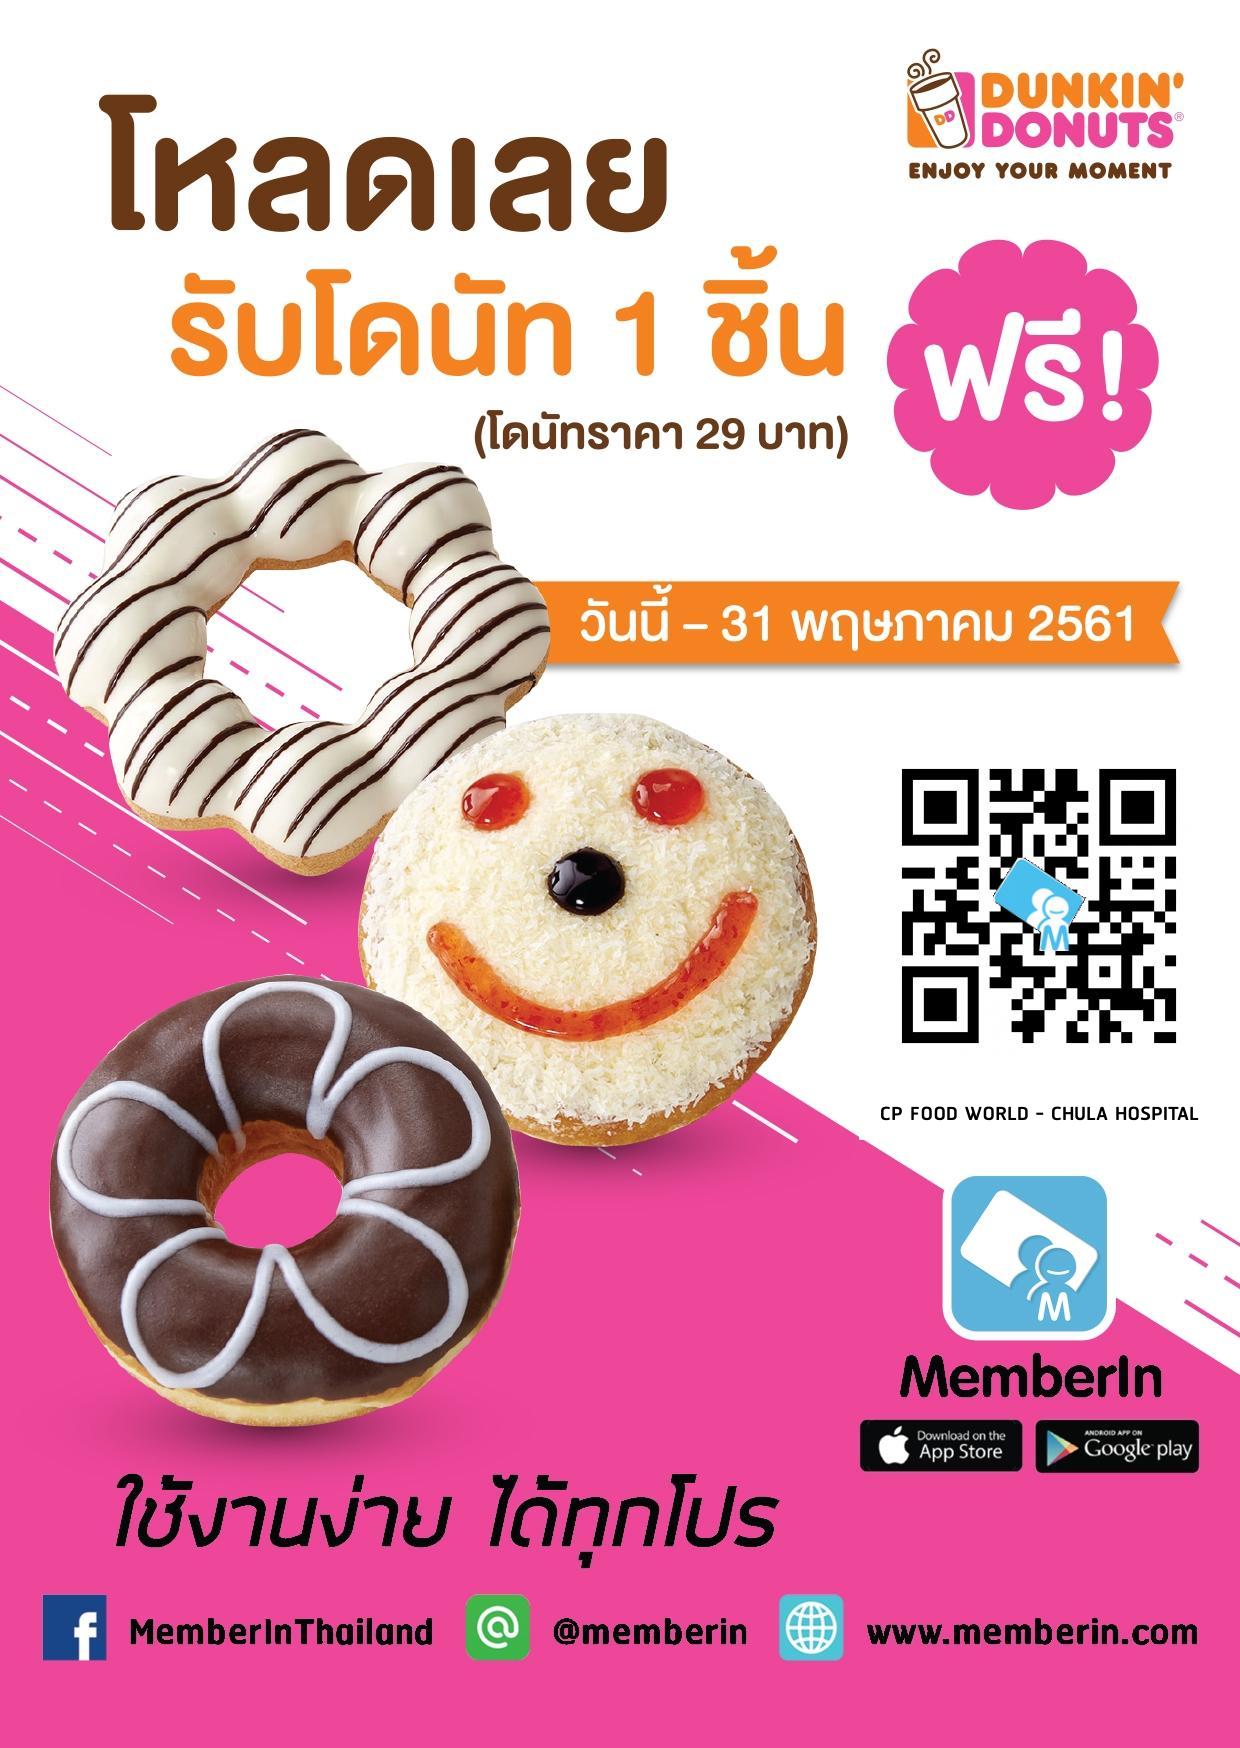 DUNKIN'
DONUTS®
ENJOY YOUR MOMENT
โหลดเลย
รับโดนัท 1 ชิ้น
ฟรี!
(โดนัทราคา 29 บาท)
วันนี้ – 31 พฤษภาคม 2561
CP FOOD WORLD - CHULA HOSPITAL
M
MemberIn
Download on the
App Store
ANDROID APP ON
Google play
ใช้งานง่าย ได้ทุกโปร
MemberInThailand
@memberin
www.memberin.com